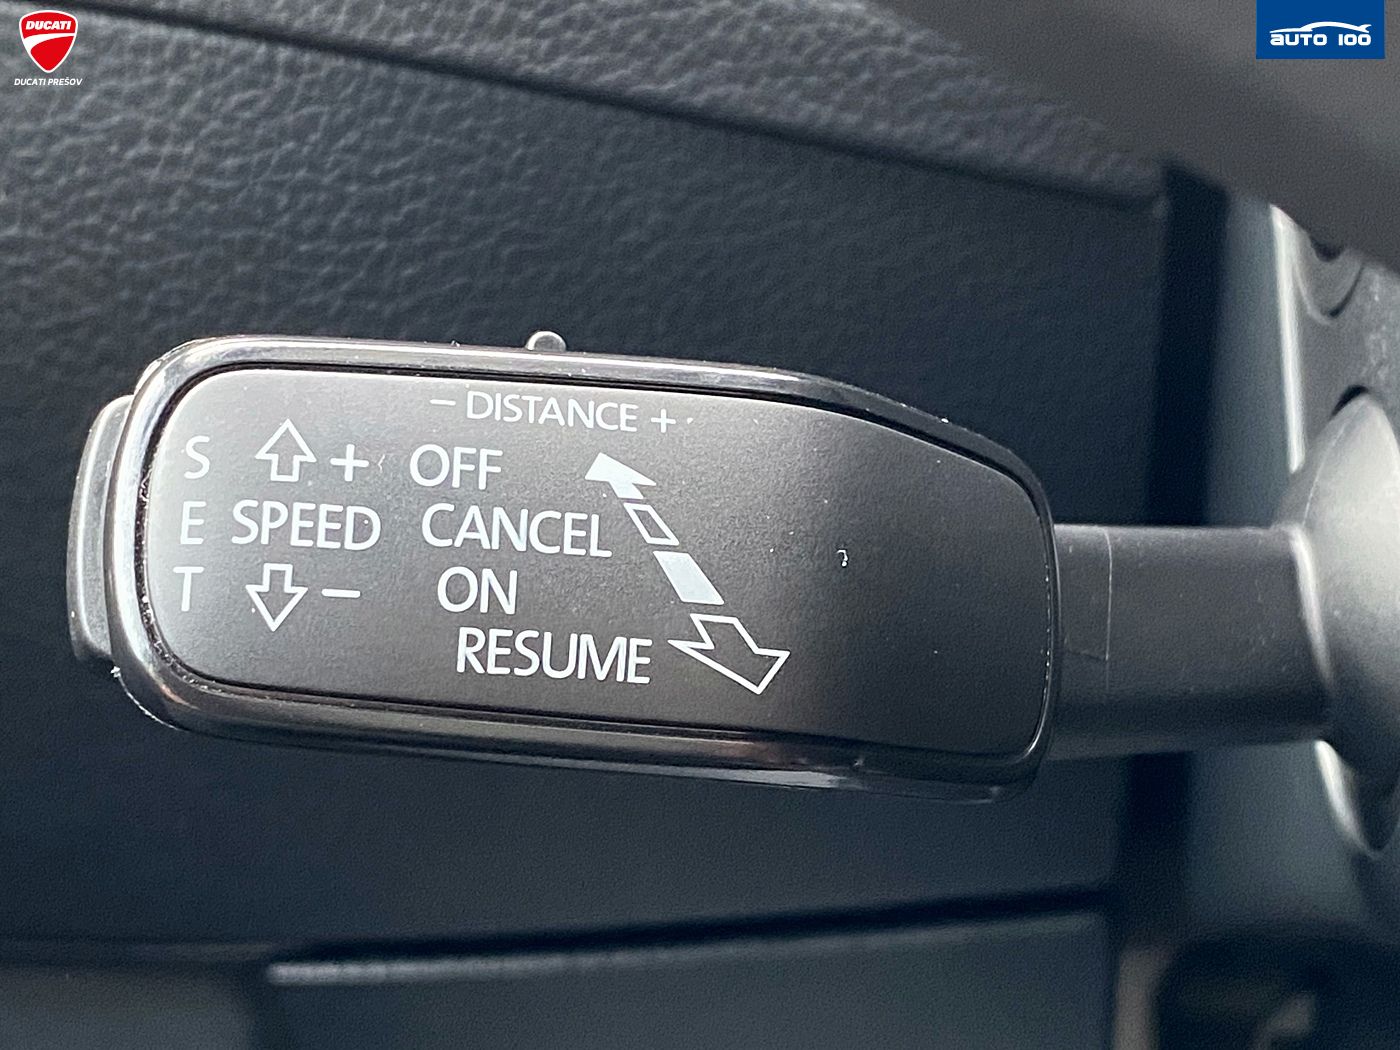 DUCATI
DUCATI PREŠOV
AUTO 100
– DISTANCE +
S + OFF
E SPEED CANCEL
T – ON
RESUME